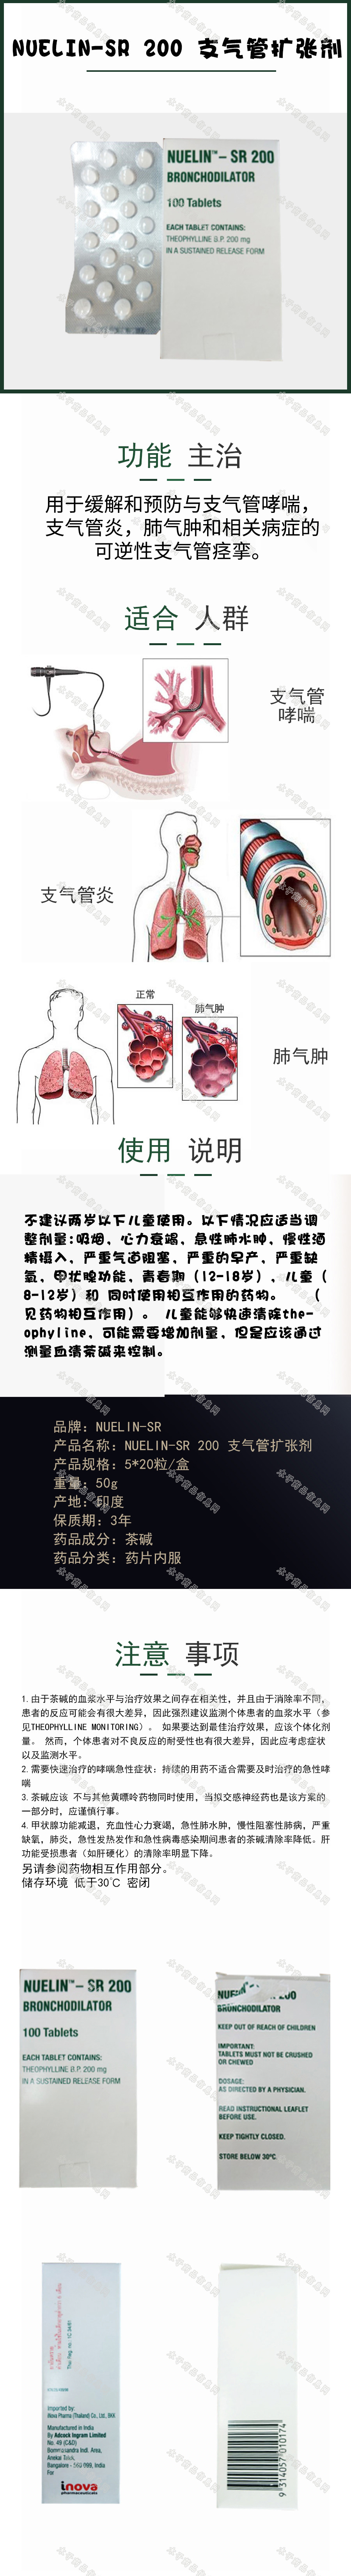 NUELIN-SR 200 支气管扩张剂
NUELIN™ – SR 200
BRONCHODILATOR
100 Tablets
EACH TABLET CONTAINS:
THEOPHYLLINE B.P. 200 mg
IN A SUSTAINED RELEASE FORM
功能 主治
用于缓解和预防与支气管哮喘，
支气管炎，肺气肿和相关病症的
可逆性支气管痉挛。
适合 人群
支气管
哮喘
支气管炎
正常
肺气肿
肺气肿
使用 说明
不建议两岁以下儿童使用。以下情况应适当调
整剂量:吸烟，心力衰竭，急性肺水肿，慢性酒
精摄入，严重气道阻塞，严重的早产，严重缺
氧，甲状腺功能，青春期（12-18岁），儿童（
8-12岁）和 同时使用相互作用的药物。 （
见药物相互作用）。 儿童能够快速清除the-
ophyline，可能需要增加剂量，但是应该通过
测量血清茶碱来控制。
品牌：NUELIN-SR
产品名称：NUELIN-SR 200 支气管扩张剂
产品规格：5*20粒/盒
重量：50g
产地：印度
保质期：3年
药品成分：茶碱
药品分类：药片内服
注意 事项
1.由于茶碱的血浆水平与治疗效果之间存在相关性，并且由于消除率不同，
患者的反应可能会有很大差异，因此强烈建议监测个体患者的血浆水平（参
见THEOPHYLLINE MONITORING）。 如果要达到最佳治疗效果，应该个体化剂
量。 然而，个体患者对不良反应的耐受性也有很大差异，因此应考虑症状
以及监测水平。
2.需要快速治疗的哮喘急性症状：持续的用药不适合需要及时治疗的急性哮
喘
3.茶碱应该 不与其他黄嘌呤药物同时使用，当拟交感神经药也是该方案的
一部分时，应谨慎行事。
4.甲状腺功能减退，充血性心力衰竭，急性肺水肿，慢性阻塞性肺病，严重
缺氧，肺炎，急性发热发作和急性病毒感染期间患者的茶碱清除率降低。肝
功能受损患者（如肝硬化）的清除率明显下降。
另请参阅药物相互作用部分。
储存环境 低于30℃ 密闭
NUELIN™ – SR 200
BRONCHODILATOR
100 Tablets
EACH TABLET CONTAINS:
THEOPHYLLINE B.P. 200 mg
IN A SUSTAINED RELEASE FORM
BRONCHODILATOR
KEEP OUT OF REACH OF CHILDREN
IMPORTANT:
TABLETS MUST NOT BE CRUSHED
OR CHEWED
DOSAGE:
AS DIRECTED BY A PHYSICIAN.
READ INSTRUCTIONAL LEAFLET
BEFORE USE.
KEEP TIGHTLY CLOSED.
STORE BELOW 30°C.
Imported by:
iNova Pharma (Thailand) Co., Ltd., BKK
Manufactured in India
By Adcock Ingram Limited
No. 49 (C&D)
Bommasandra Indl. Area,
Anekal Taluk,
Bangalore - 560 099, India
For
inova
pharmaceuticals
9 314057 010174